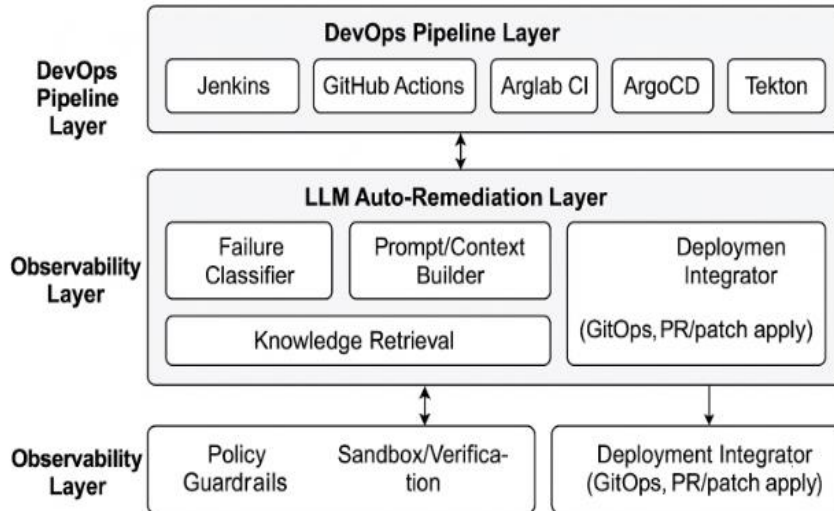 DevOps Pipeline Layer
DevOps
Pipeline
Layer
Jenkins
GitHub Actions
Arglab CI
ArgoCD
Tekton
LLM Auto-Remediation Layer
Observability
Layer
Failure
Classifier
Prompt/Context
Builder
Deploymen
Integrator
(GitOps, PR/patch apply)
Knowledge Retrieval
Observability
Layer
Policy
Guardrails
Sandbox/Verifica-
tion
Deployment Integrator
(GitOps, PR/patch apply)